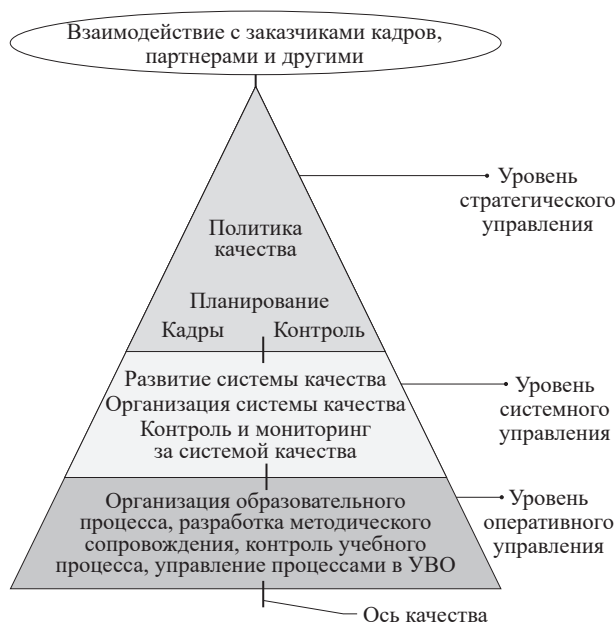 Взаимодействие с заказчиками кадров,
партнерами и другими
Уровень
стратегического
управления
Политика
качества
Планирование
Кадры Контроль
Развитие системы качества
Организация системы качества
Контроль и мониторинг
за системой качества
Уровень
системного
управления
Организация образовательного
процесса, разработка методического
сопровождения, контроль учебного
процесса, управление процессами в УВО
Уровень
оперативного
управления
Ось качества